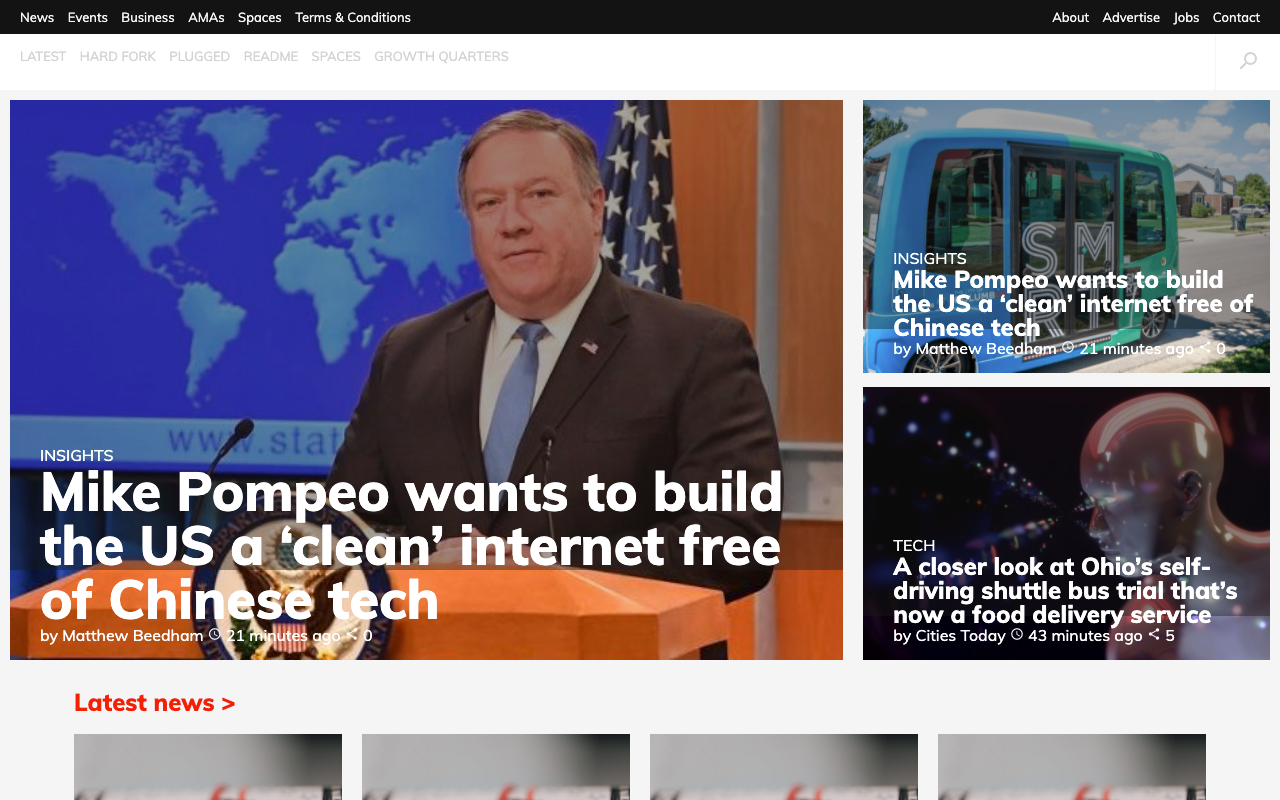 News Events Business AMAs Spaces Terms & Conditions About Advertise Jobs Contact
LATEST HARD FORK PLUGGED README SPACES GROWTH QUARTERS
www.stat
INSIGHTS
Mike Pompeo wants to build
the US a ‘clean’ internet free
of Chinese tech
by Matthew Beedham 21 minutes ago 0
SM
RT
INSIGHTS
Mike Pompeo wants to build
the US a ‘clean’ internet free of
Chinese tech
by Matthew Beedham 21 minutes ago 0
TECH
A closer look at Ohio’s self-
driving shuttle bus trial that’s
now a food delivery service
by Cities Today 43 minutes ago 5
Latest news >